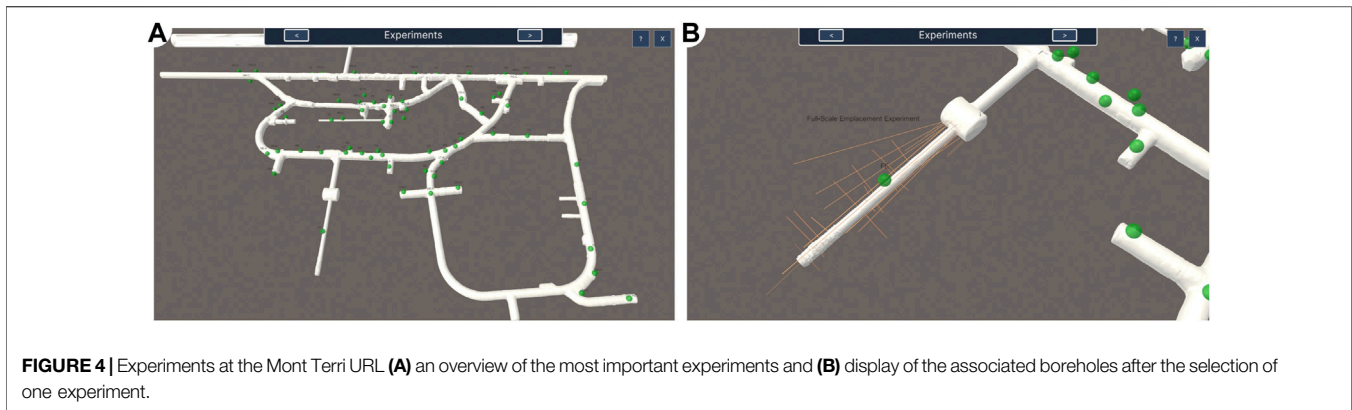 A
< Experiments >
? X
B
< Experiments >
? X
Full-Scale Emplacement Experiment
FE
FIGURE 4 | Experiments at the Mont Terri URL (A) an overview of the most important experiments and (B) display of the associated boreholes after the selection of
one experiment.